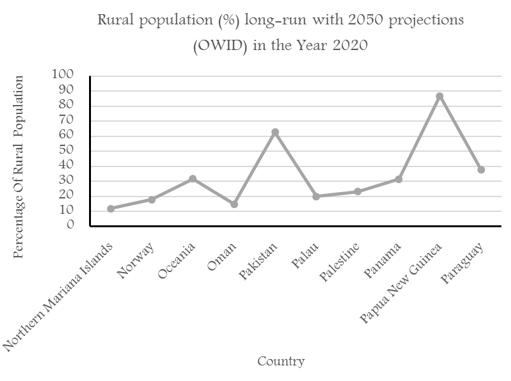 Rural population (%) long-run with 2050 projections
(OWID) in the Year 2020
Percentage Of Rural Population
100
90
80
70
60
50
40
30
20
10
0
Northern Mariana Islands
Norway
Oceania
Oman
Pakistan
Palau
Palestine
Panama
Papua New Guinea
Paraguay
Country